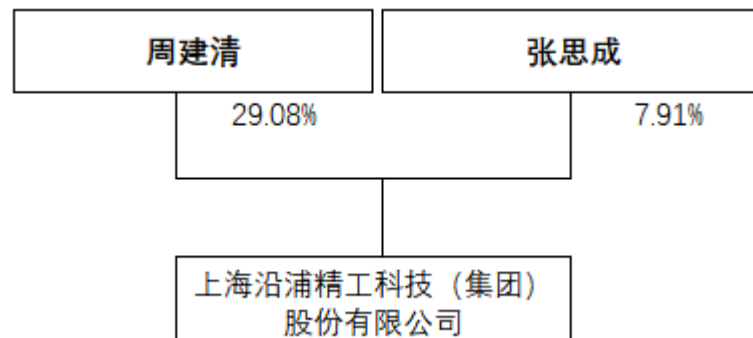 周建清
张思成
29.08%
7.91%
上海沿浦精工科技（集团）
股份有限公司